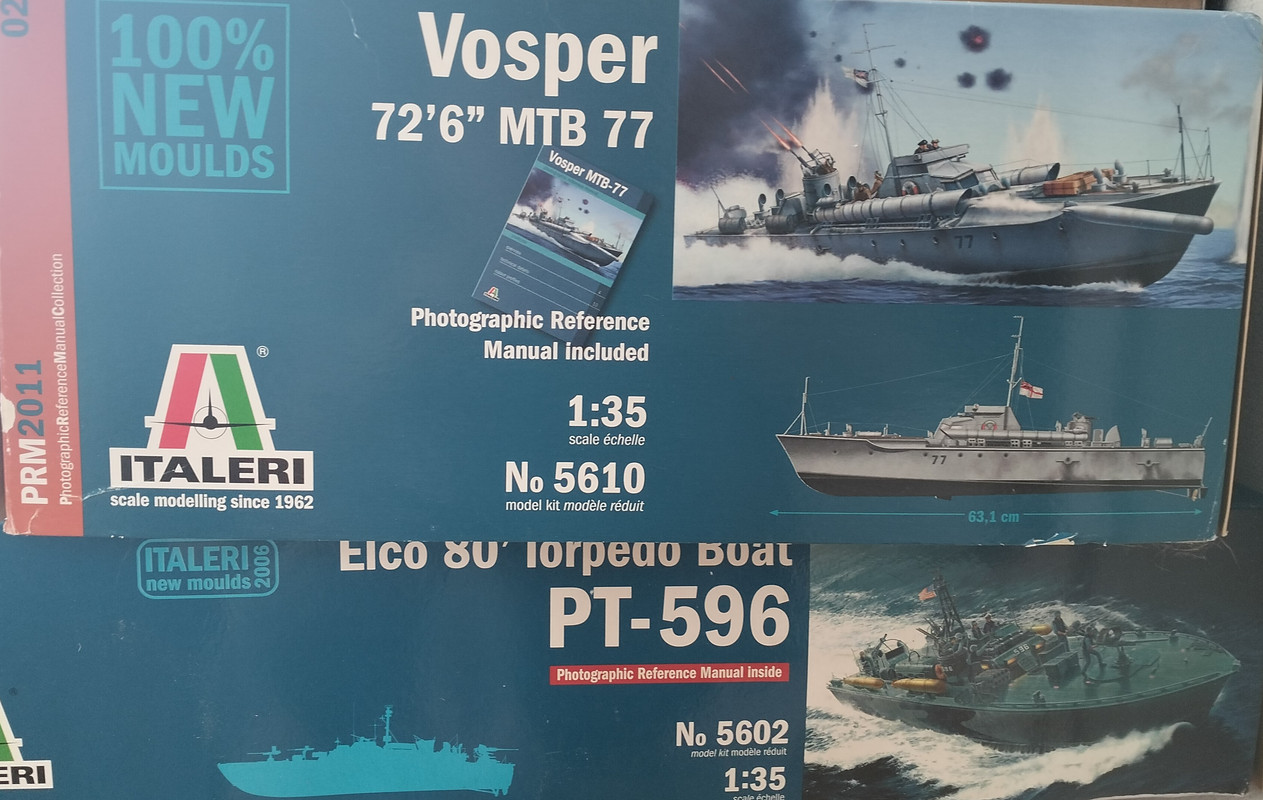 02
100%
NEW
MOULDS
Vosper
72’6” MTB 77
Vosper MTB-77
Photographic Reference
Manual included
1:35
scale échelle
No 5610
model kit modèle réduit
®
ITALERI
scale modelling since 1962
PRM2011
PhotographicReferenceManualCollection
77
77
63,1 cm
ITALERI
new moulds
2006
Elco 80’ Torpedo Boat
PT-596
Photographic Reference Manual inside
No 5602
model kit modèle réduit
1:35
scale échelle
ERI
596